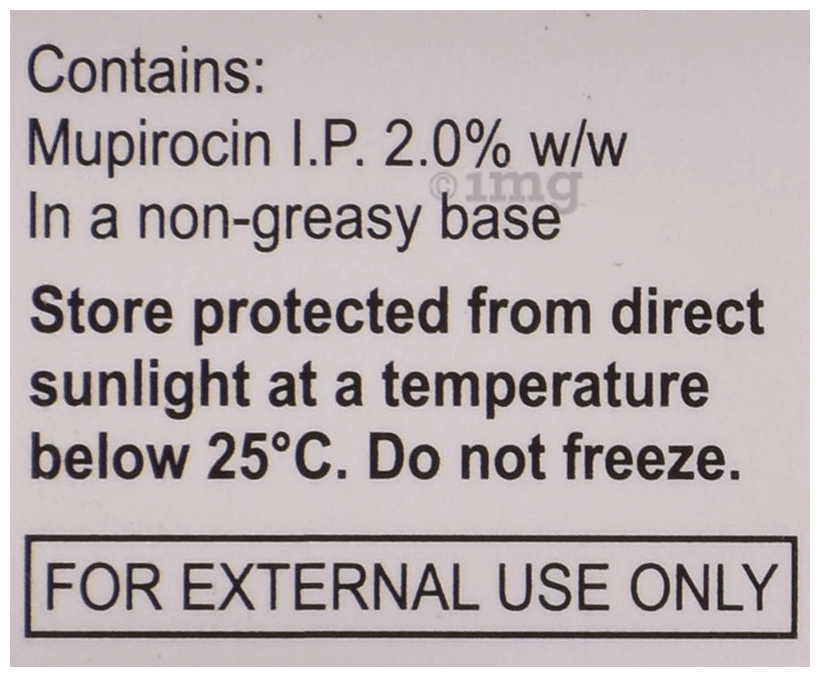 Contains:
Mupirocin I.P. 2.0% w/w
©1mg
In a non-greasy base
Store protected from direct
sunlight at a temperature
below 25°C. Do not freeze.
FOR EXTERNAL USE ONLY